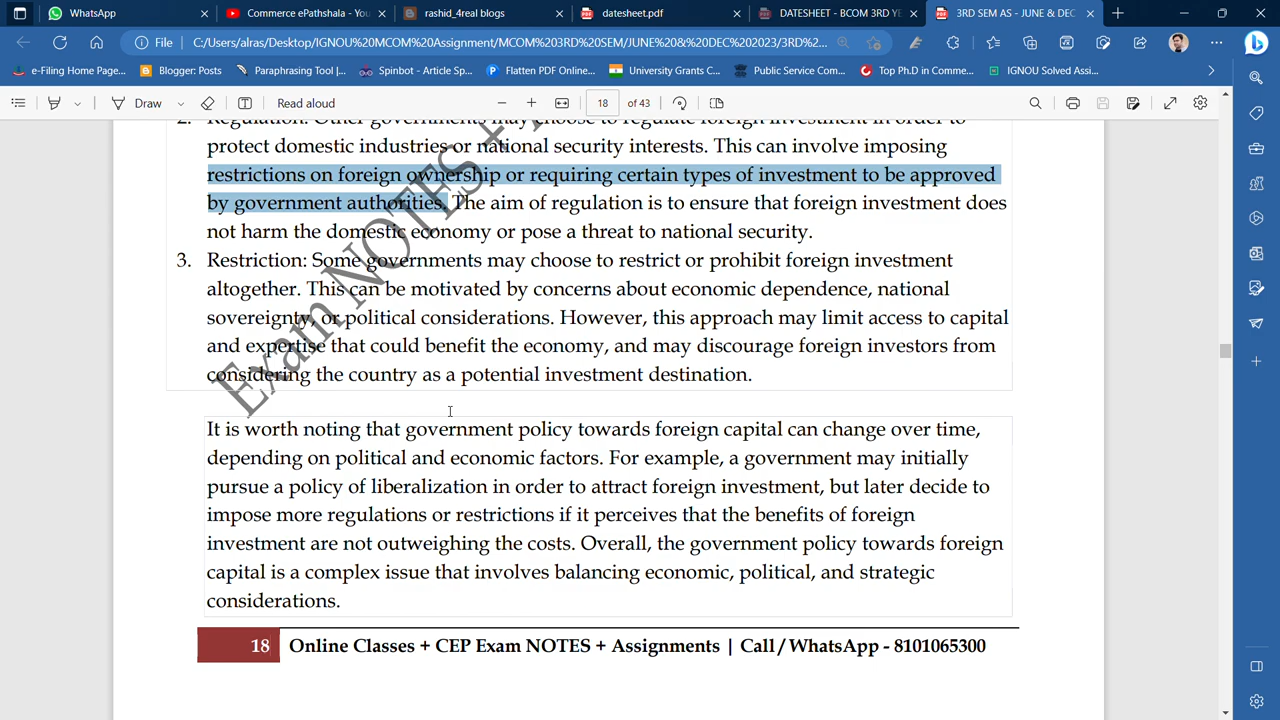 WhatsApp
Commerce ePathshala - You
rashid_4real blogs
datesheet.pdf
DATESHEET - BCOM 3RD YE
3RD SEM AS - JUNE & DEC
File
C:/Users/alras/Desktop/IGNOU%20MCOM%20Assignment/MCOM%203RD%20SEM/JUNE%20&%20DEC%202023/3RD%2...
e-Filing Home Page...
Blogger: Posts
Paraphrasing Tool |...
Spinbot - Article Sp...
Flatten PDF Online...
University Grants C...
Public Service Com...
Top Ph.D in Comme...
IGNOU Solved Assi...
Draw
Read aloud
18
of 43
2. Regulation: Other governments may choose to regulate foreign investment in order to
protect domestic industries or national security interests. This can involve imposing
restrictions on foreign ownership or requiring certain types of investment to be approved
by government authorities. The aim of regulation is to ensure that foreign investment does
not harm the domestic economy or pose a threat to national security.
3. Restriction: Some governments may choose to restrict or prohibit foreign investment
altogether. This can be motivated by concerns about economic dependence, national
sovereignty, or political considerations. However, this approach may limit access to capital
and expertise that could benefit the economy, and may discourage foreign investors from
considering the country as a potential investment destination.
Exam NOTES +
It is worth noting that government policy towards foreign capital can change over time,
depending on political and economic factors. For example, a government may initially
pursue a policy of liberalization in order to attract foreign investment, but later decide to
impose more regulations or restrictions if it perceives that the benefits of foreign
investment are not outweighing the costs. Overall, the government policy towards foreign
capital is a complex issue that involves balancing economic, political, and strategic
considerations.
18 Online Classes + CEP Exam NOTES + Assignments | Call/WhatsApp - 8101065300